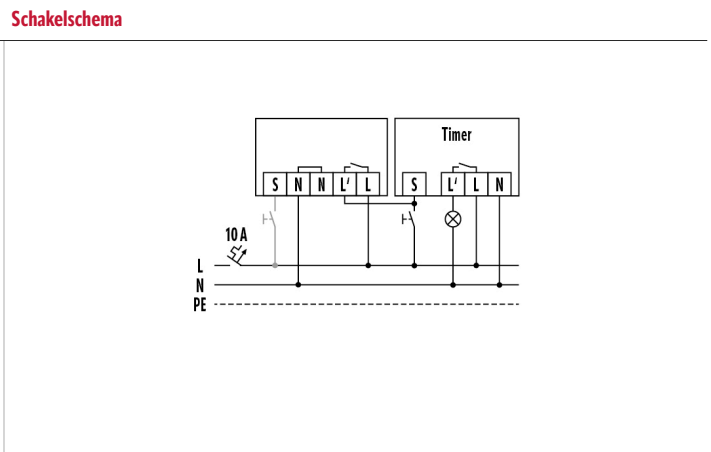 Schakelschema
Timer
S N N L' L S L' L N
10 A
L
N
PE